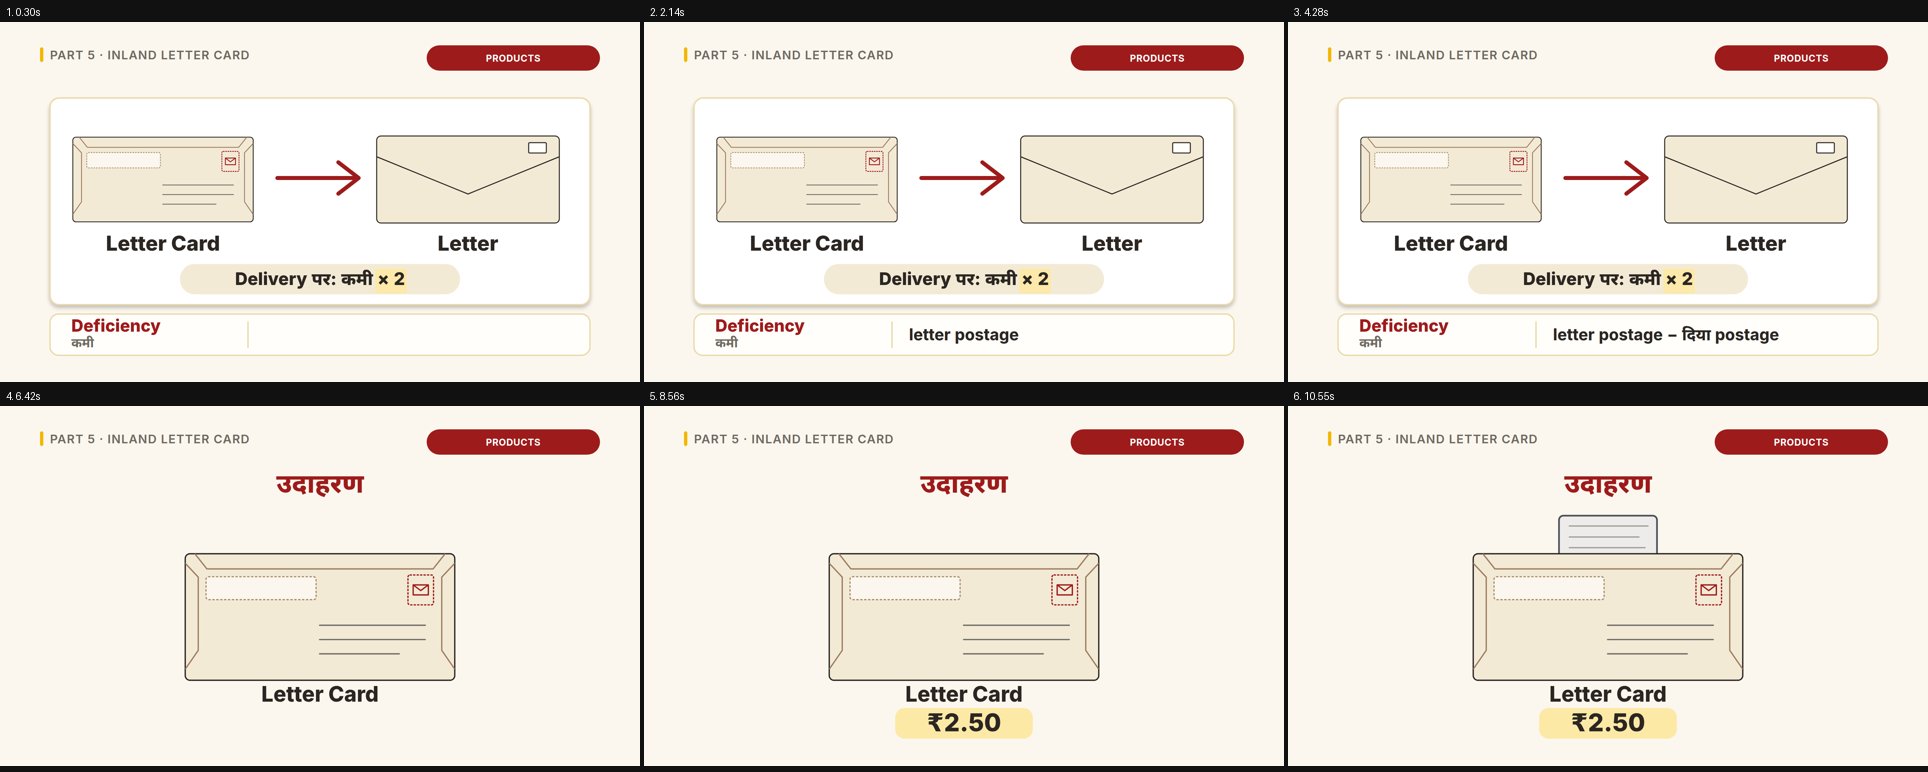 1. 0.30s
PART 5 · INLAND LETTER CARD
PRODUCTS
Letter Card
Letter
Delivery पर: कमी × 2
Deficiency
कमी
2. 2.14s
PART 5 · INLAND LETTER CARD
PRODUCTS
Letter Card
Letter
Delivery पर: कमी × 2
Deficiency
कमी
letter postage
3. 4.28s
PART 5 · INLAND LETTER CARD
PRODUCTS
Letter Card
Letter
Delivery पर: कमी × 2
Deficiency
कमी
letter postage – दिया postage
4. 6.42s
PART 5 · INLAND LETTER CARD
PRODUCTS
उदाहरण
Letter Card
5. 8.56s
PART 5 · INLAND LETTER CARD
PRODUCTS
उदाहरण
Letter Card
₹2.50
6. 10.55s
PART 5 · INLAND LETTER CARD
PRODUCTS
उदाहरण
Letter Card
₹2.50